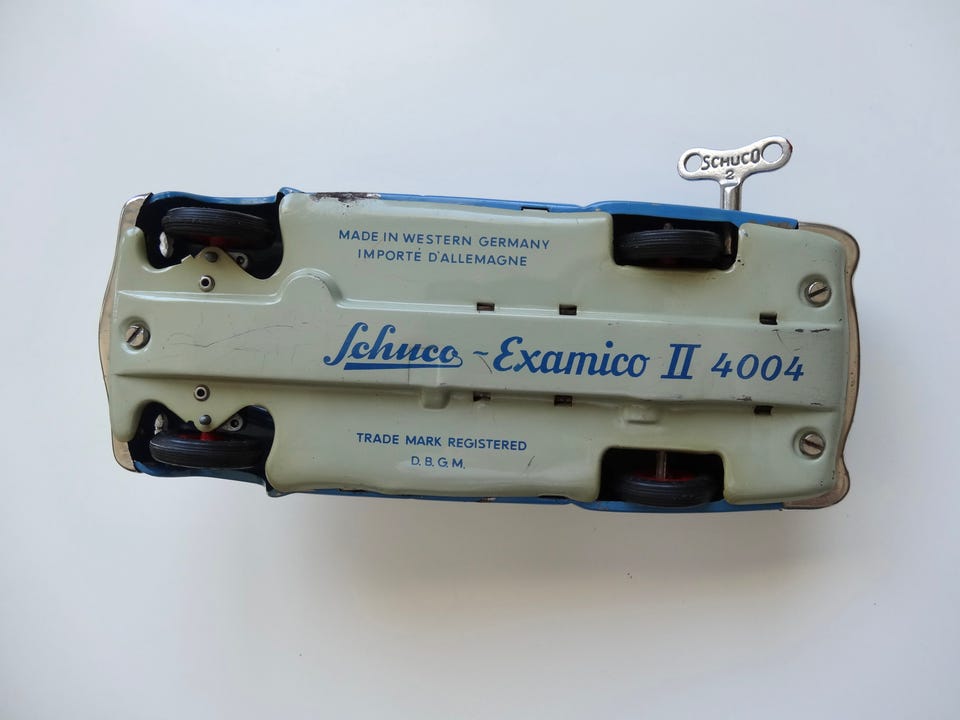 SCHUCO
2
MADE IN WESTERN GERMANY
IMPORTÉ D'ALLEMAGNE
Schuco - Examico II 4004
TRADE MARK REGISTERED
D.B.G.M.